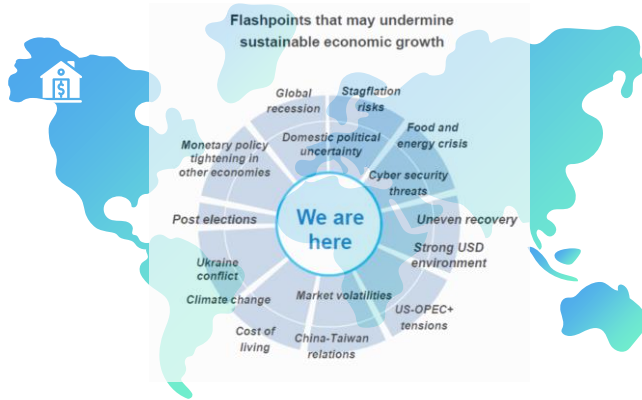 Flashpoints that may undermine
sustainable economic growth
Global
recession
Stagflation
risks
Food and
energy crisis
Domestic political
uncertainty
Monetary policy
tightening in
other economies
Cyber security
threats
Post elections
We are
here
Uneven recovery
Strong USD
environment
Ukraine
conflict
Climate change
Market volatilities
US-OPEC+
tensions
Cost of
living
China-Taiwan
relations
$